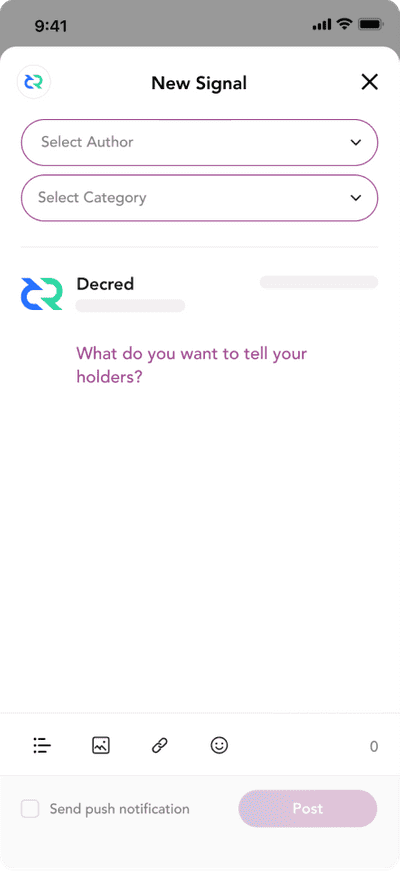 9:41
New Signal
Select Author
Select Category
Decred
What do you want to tell your
holders?
0
Send push notification
Post